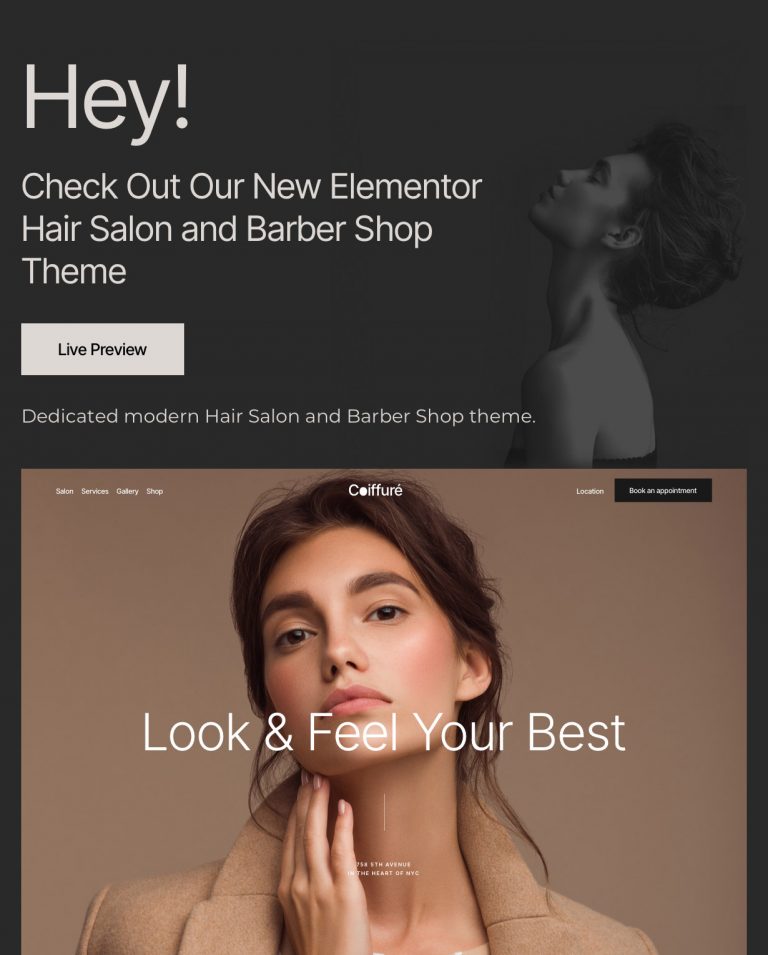 Hey!
Check Out Our New Elementor
Hair Salon and Barber Shop
Theme
Live Preview
Dedicated modern Hair Salon and Barber Shop theme.
Salon Services Gallery Shop
Coiffuré
Location
Book an appointment
Look & Feel Your Best
758 5TH AVENUE
IN THE HEART OF NYC